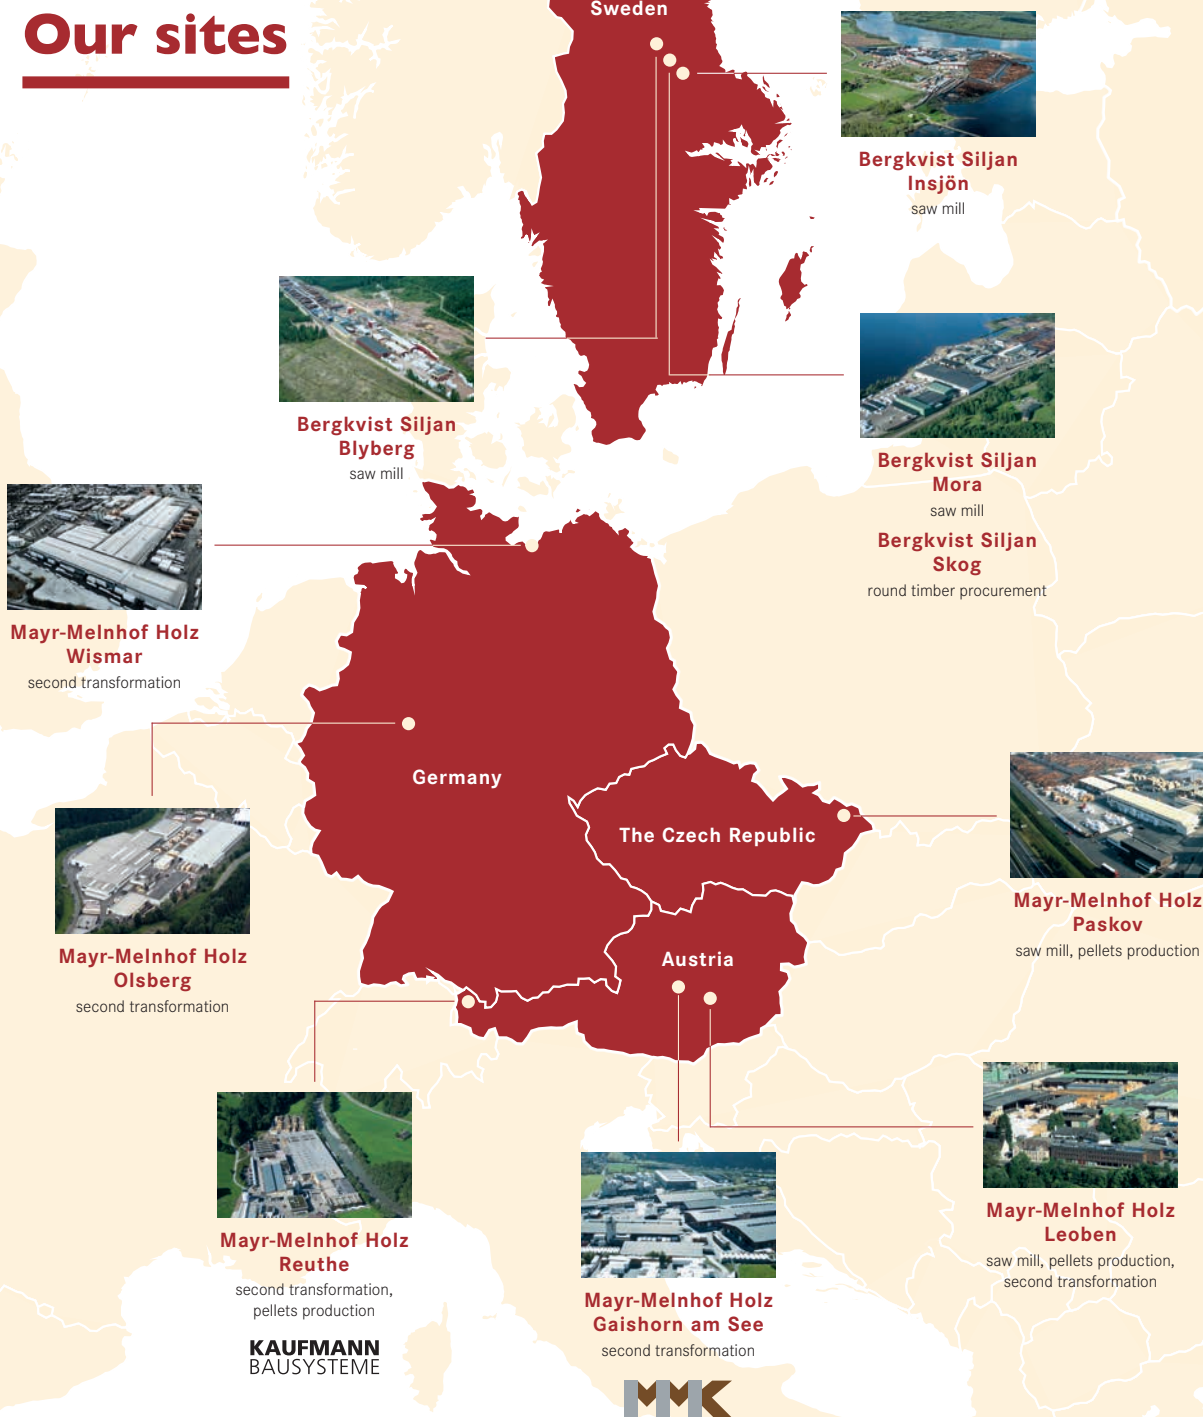 Our sites
Sweden
Bergkvist Siljan
Insjön
saw mill
Bergkvist Siljan
Blyberg
saw mill
Bergkvist Siljan
Mora
saw mill
Bergkvist Siljan
Skog
round timber procurement
Mayr-Melnhof Holz
Wismar
second transformation
Germany
The Czech Republic
Austria
Mayr-Melnhof Holz
Olsberg
second transformation
Mayr-Melnhof Holz
Paskov
saw mill, pellets production
Mayr-Melnhof Holz
Reuthe
second transformation,
pellets production
KAUFMANN
BAUSYSTEME
Mayr-Melnhof Holz
Gaishorn am See
second transformation
MMK
Mayr-Melnhof Holz
Leoben
saw mill, pellets production,
second transformation